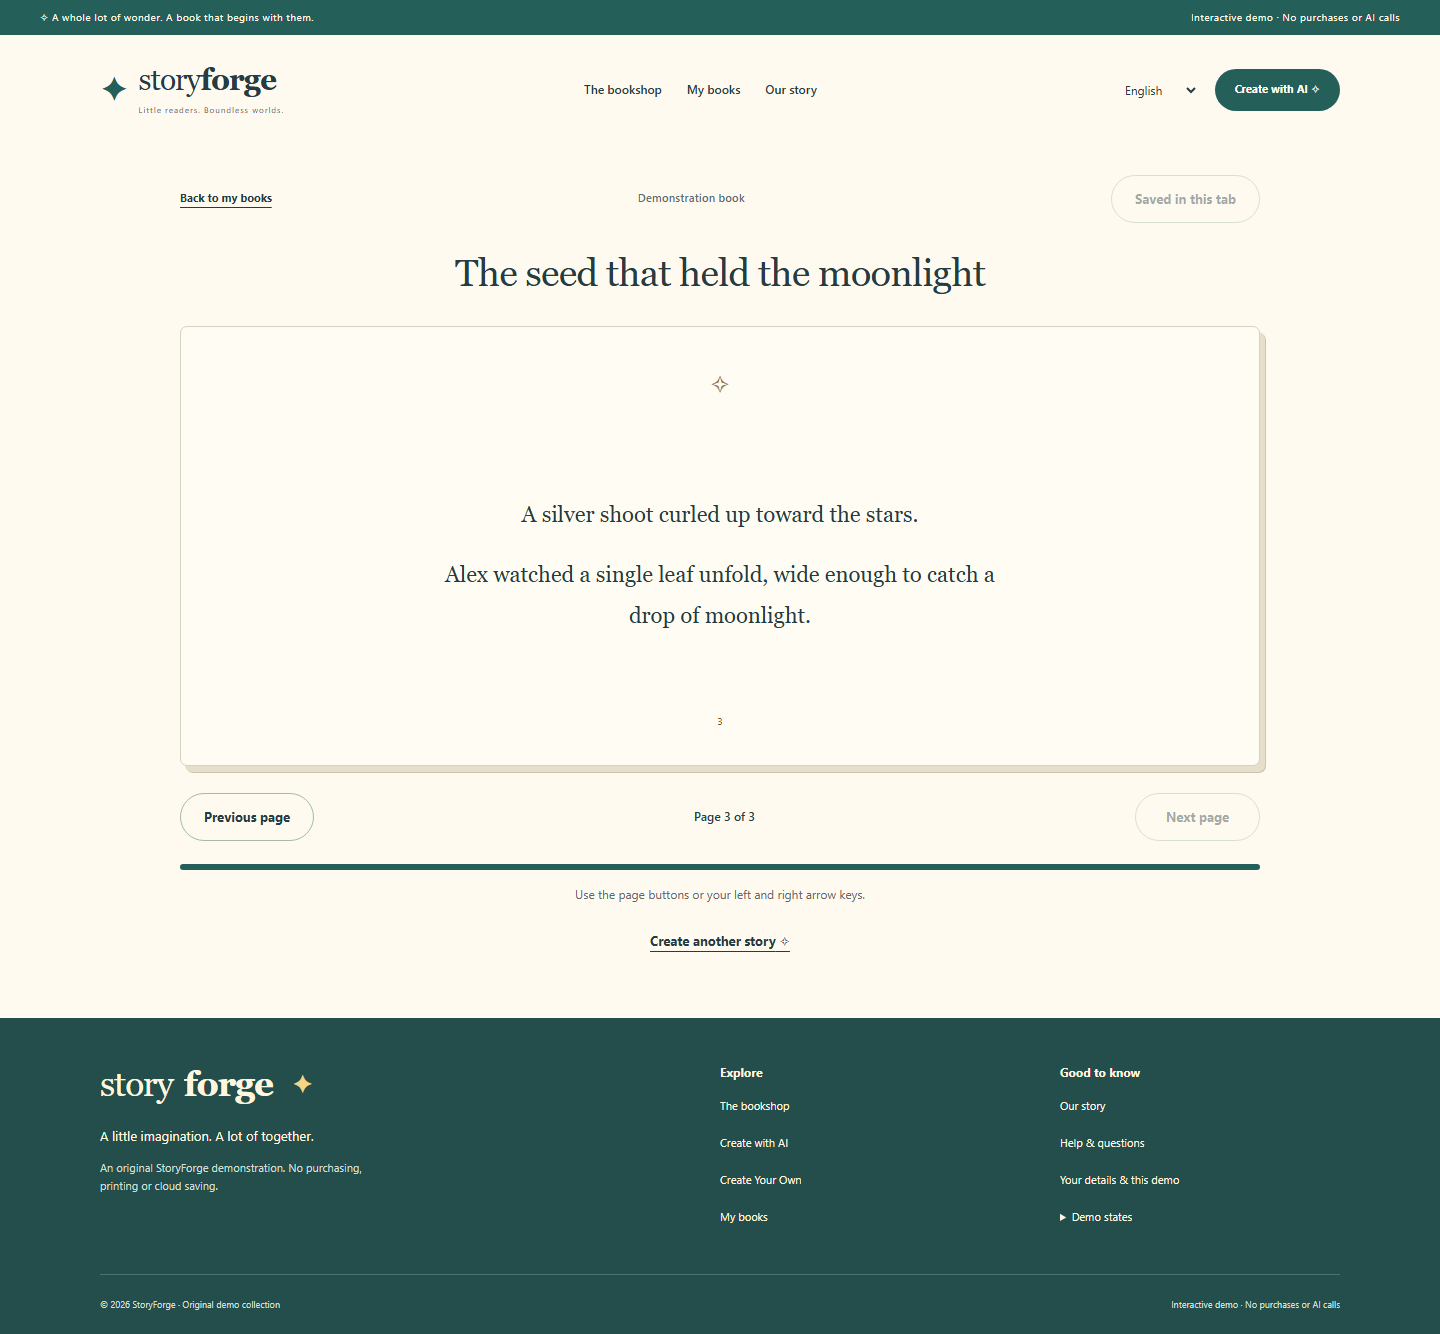 ✧ A whole lot of wonder. A book that begins with them.
Interactive demo · No purchases or AI calls
storyforge
Little readers. Boundless worlds.
The bookshop
My books
Our story
English
Create with AI ✧
Back to my books
Demonstration book
Saved in this tab
The seed that held the moonlight
A silver shoot curled up toward the stars.
Alex watched a single leaf unfold, wide enough to catch a
drop of moonlight.
3
Previous page
Page 3 of 3
Next page
Use the page buttons or your left and right arrow keys.
Create another story ✧
story forge
A little imagination. A lot of together.
An original StoryForge demonstration. No purchasing,
printing or cloud saving.
Explore
The bookshop
Create with AI
Create Your Own
My books
Good to know
Our story
Help & questions
Your details & this demo
Demo states
© 2026 StoryForge · Original demo collection
Interactive demo · No purchases or AI calls